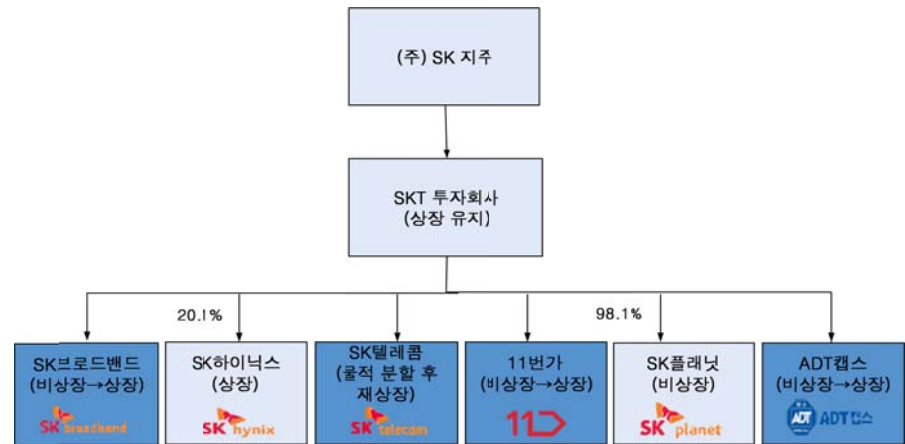 (주) SK 지주
SKT 투자회사
(상장 유지)
20.1%
98.1%
SK브로드밴드
(비상장→상장)
SK broadband
SK하이닉스
(상장)
SK hynix
SK텔레콤
(물적 분할 후
재상장)
SK telecom
11번가
(비상장→상장)
11
SK플래닛
(비상장)
SK planet
ADT캡스
(비상장→상장)
ADT ADT캡스